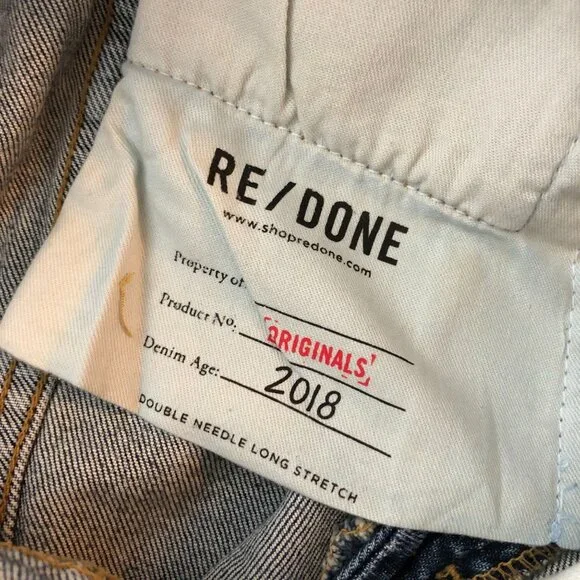 RE/DONE
www.shopredone.com
Property of:
Product Nº: ORIGINALS
Denim Age: 2018
DOUBLE NEEDLE LONG STRETCH